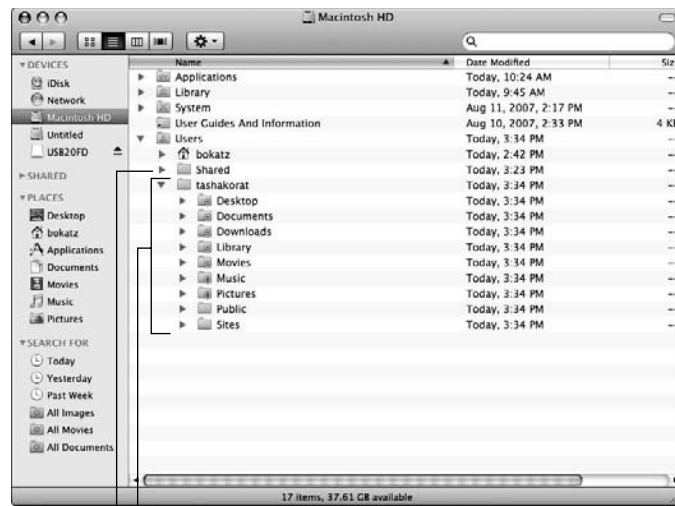 Macintosh HD
DEVICES
iDisk
Network
Macintosh HD
Untitled
USB20FD
SHARED
PLACES
Desktop
bokatz
Applications
Documents
Movies
Music
Pictures
SEARCH FOR
Today
Yesterday
Past Week
All Images
All Movies
All Documents
Name Date Modified Siz
Applications Today, 10:24 AM --
Library Today, 9:45 AM --
System Aug 11, 2007, 2:17 PM --
User Guides And Information Aug 10, 2007, 2:33 PM 4 KB
Users Today, 3:34 PM --
bokatz Today, 2:42 PM --
Shared Today, 3:23 PM --
tashakorat Today, 3:34 PM --
Desktop Today, 3:34 PM --
Documents Today, 3:34 PM --
Downloads Today, 3:34 PM --
Library Today, 3:34 PM --
Movies Today, 3:34 PM --
Music Today, 3:34 PM --
Pictures Today, 3:34 PM --
Public Today, 3:34 PM --
Sites Today, 3:34 PM --
17 items, 37.61 GB available